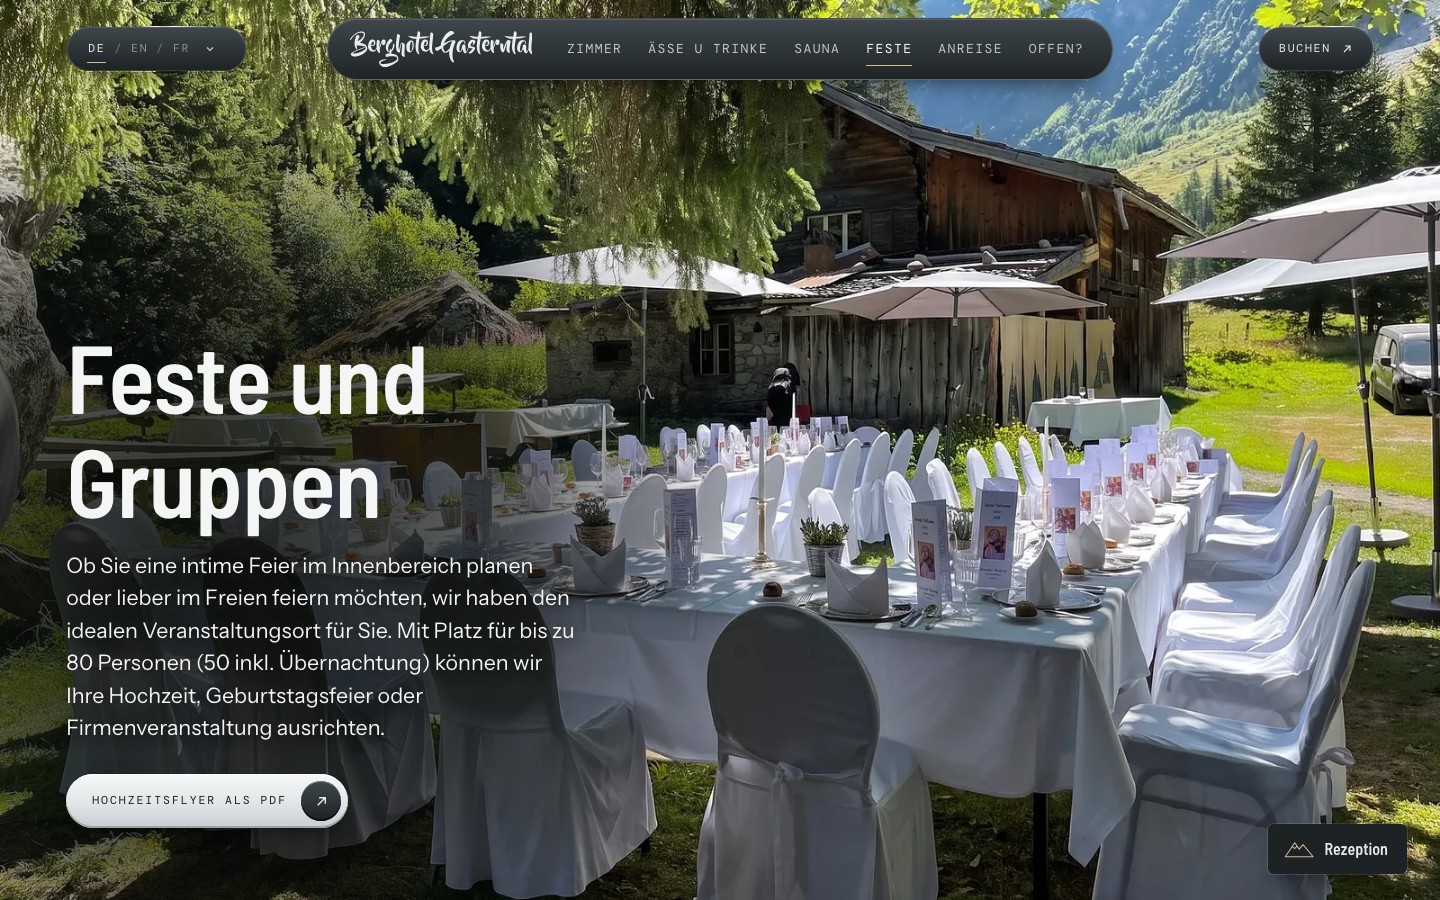 DE / EN / FR
Berghotel Gasterntal
ZIMMER
ÄSSE U TRINKE
SAUNA
FESTE
ANREISE
OFFEN?
BUCHEN
Feste und
Gruppen
Ob Sie eine intime Feier im Innenbereich planen
oder lieber im Freien feiern möchten, wir haben den
idealen Veranstaltungsort für Sie. Mit Platz für bis zu
80 Personen (50 inkl. Übernachtung) können wir
Ihre Hochzeit, Geburtstagsfeier oder
Firmenveranstaltung ausrichten.
HOCHZEITSFLYER ALS PDF
Rezeption